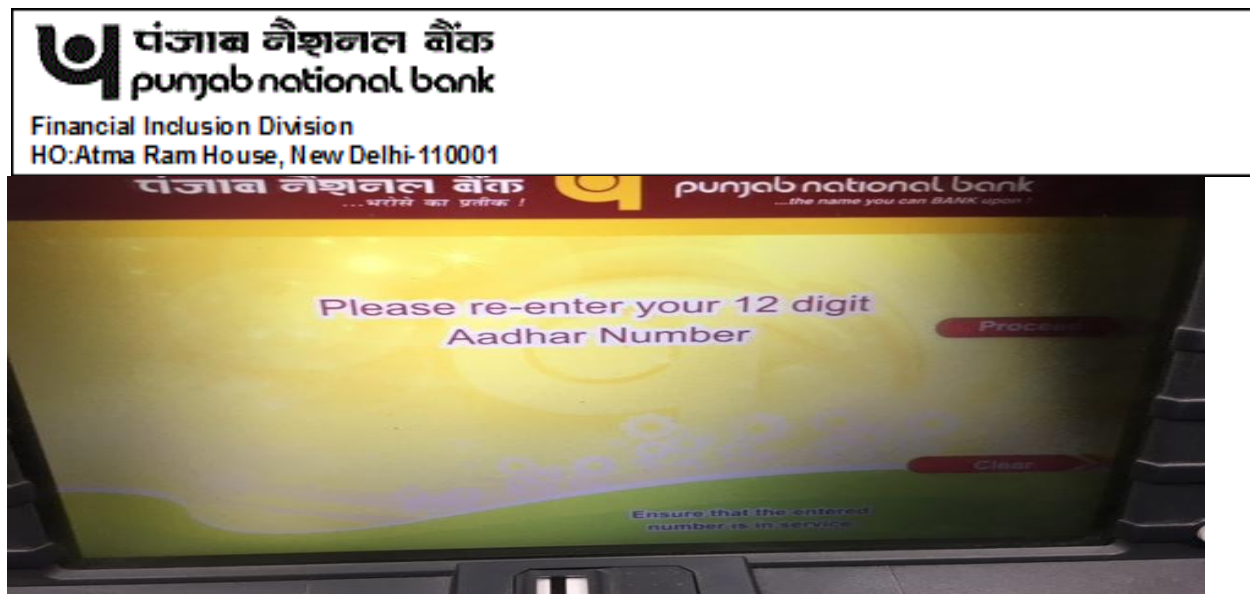 पंजाब नैशनल बैंक
punjab national bank
Financial Inclusion Division
HO:Atma Ram House, New Delhi-110001
पंजाब नैशनल बैंक
...भरोसे का प्रतीक !
punjab national bank
...the name you can BANK upon !
Please re-enter your 12 digit
Aadhar Number
Proceed
Clear
Ensure that the entered
number is in service